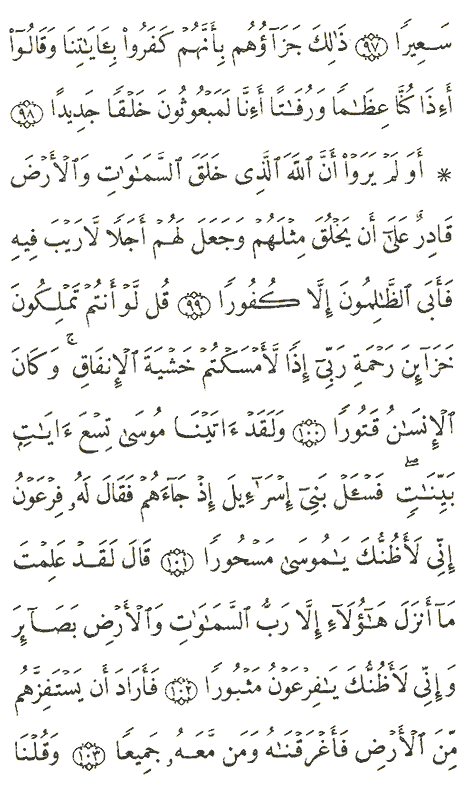 سَعِيرًا ۝٩٧ ذَٰلِكَ جَزَآؤُهُم بِأَنَّهُمۡ كَفَرُواْ بِـَٔايَٰتِنَا وَقَالُوٓاْ
أَءِذَا كُنَّا عِظَٰمٗا وَرُفَٰتًا أَءِنَّا لَمَبۡعُوثُونَ خَلۡقٗا جَدِيدًا ۝٩٨
* أَوَلَمۡ يَرَوۡاْ أَنَّ ٱللَّهَ ٱلَّذِي خَلَقَ ٱلسَّمَٰوَٰتِ وَٱلۡأَرۡضَ
قَادِرٌ عَلَىٰٓ أَن يَخۡلُقَ مِثۡلَهُمۡ وَجَعَلَ لَهُمۡ أَجَلٗا لَّا رَيۡبَ فِيهِ
فَأَبَى ٱلظَّٰلِمُونَ إِلَّا كُفُورٗا ۝٩٩ قُل لَّوۡ أَنتُمۡ تَمۡلِكُونَ
خَزَآئِنَ رَحۡمَةِ رَبِّيٓ إِذٗا لَّأَمۡسَكۡتُمۡ خَشۡيَةَ ٱلۡإِنفَاقِۚ وَكَانَ
ٱلۡإِنسَٰنُ قَتُورٗا ۝١٠٠ وَلَقَدۡ ءَاتَيۡنَا مُوسَىٰ تِسۡعَ ءَايَٰتِۭ
بَيِّنَٰتٖۖ فَسۡـَٔلۡ بَنِيٓ إِسۡرَٰٓءِيلَ إِذۡ جَآءَهُمۡ فَقَالَ لَهُۥ فِرۡعَوۡنُ
إِنِّي لَأَظُنُّكَ يَٰمُوسَىٰ مَسۡحُورٗا ۝١٠١ قَالَ لَقَدۡ عَلِمۡتَ
مَآ أَنزَلَ هَٰٓؤُلَآءِ إِلَّا رَبُّ ٱلسَّمَٰوَٰتِ وَٱلۡأَرۡضِ بَصَآئِرَ
وَإِنِّي لَأَظُنُّكَ يَٰفِرۡعَوۡنُ مَثۡبُورٗا ۝١٠٢ فَأَرَادَ أَن يَسۡتَفِزَّهُم
مِّنَ ٱلۡأَرۡضِ فَأَغۡرَقۡنَٰهُ وَمَن مَّعَهُۥ جَمِيعٗا ۝١٠٣ وَقُلۡنَا